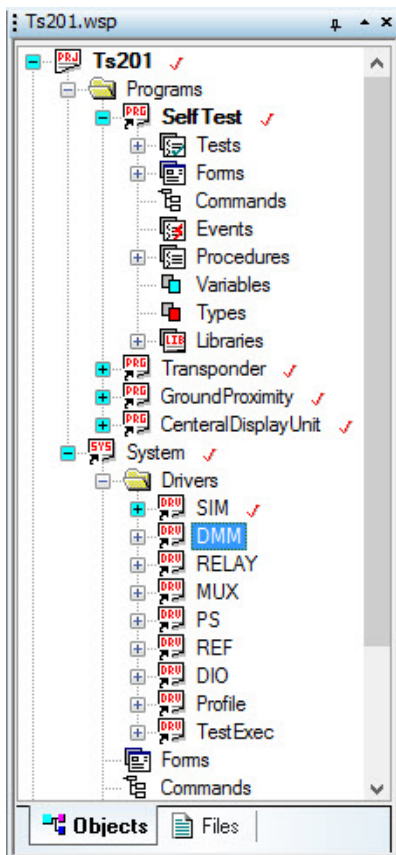 Ts201.wsp
PRJ Ts201
Programs
PRG SelfTest
Tests
Forms
Commands
Events
Procedures
Variables
Types
LIB Libraries
PRG Transponder
PRG GroundProximity
PRG CenteralDisplayUnit
SYS System
Drivers
DRV SIM
DRV DMM
DRV RELAY
DRV MUX
DRV PS
DRV REF
DRV DIO
DRV Profile
DRV TestExec
Forms
Commands
Objects Files